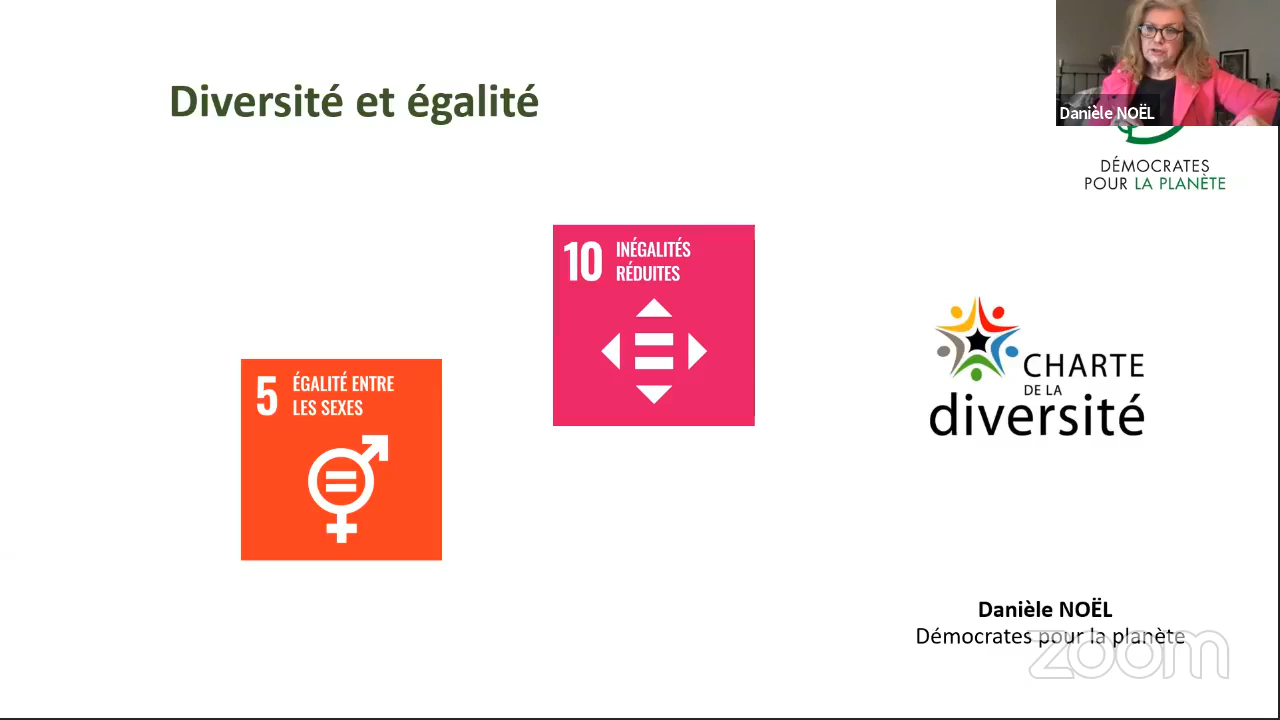 Diversité et égalité
Danièle NOËL
DÉMOCRATES
POUR LA PLANÈTE
10 INÉGALITÉS
RÉDUITES
5 ÉGALITÉ ENTRE
LES SEXES
CHARTE
DE LA
diversité
Danièle NOËL
Démocrates pour la planète
zoom